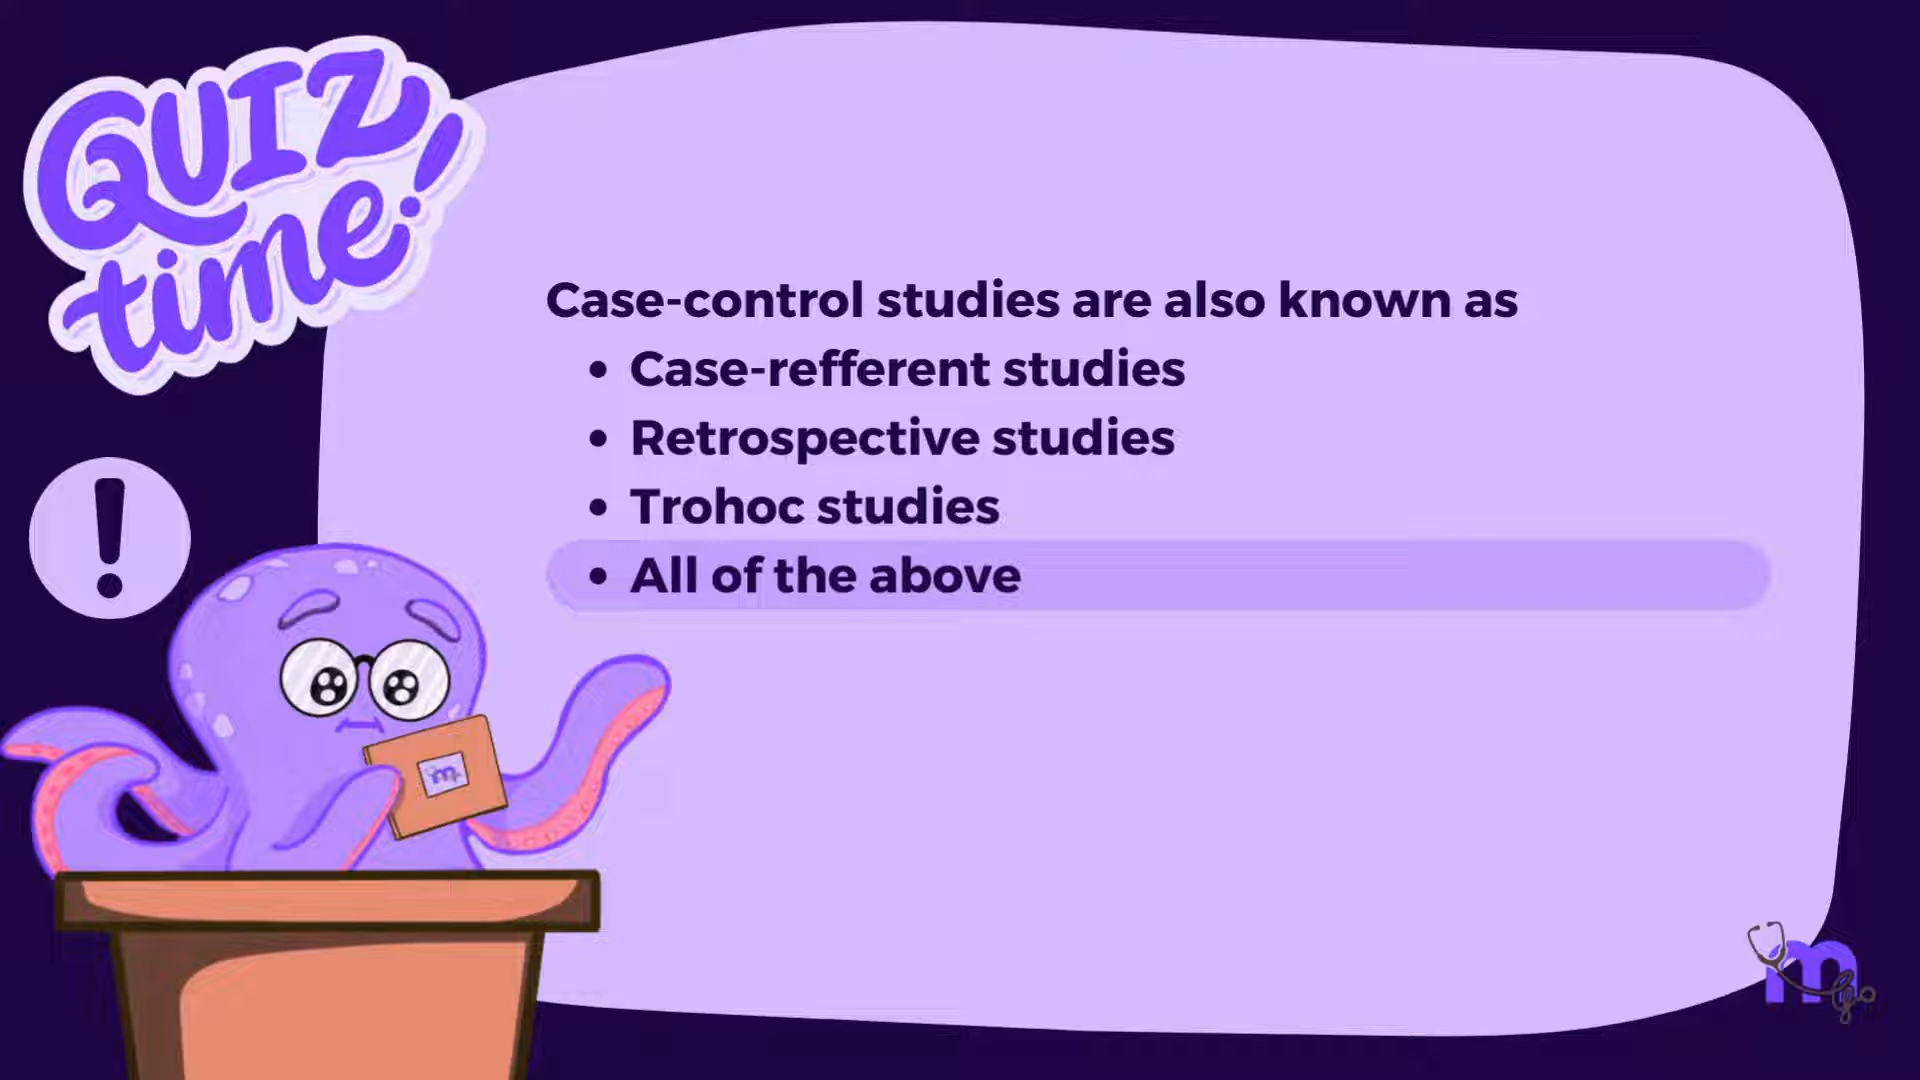 QUIZ
time!
Case-control studies are also known as
• Case-refferent studies
• Retrospective studies
• Trohoc studies
• All of the above
!
m
m
go